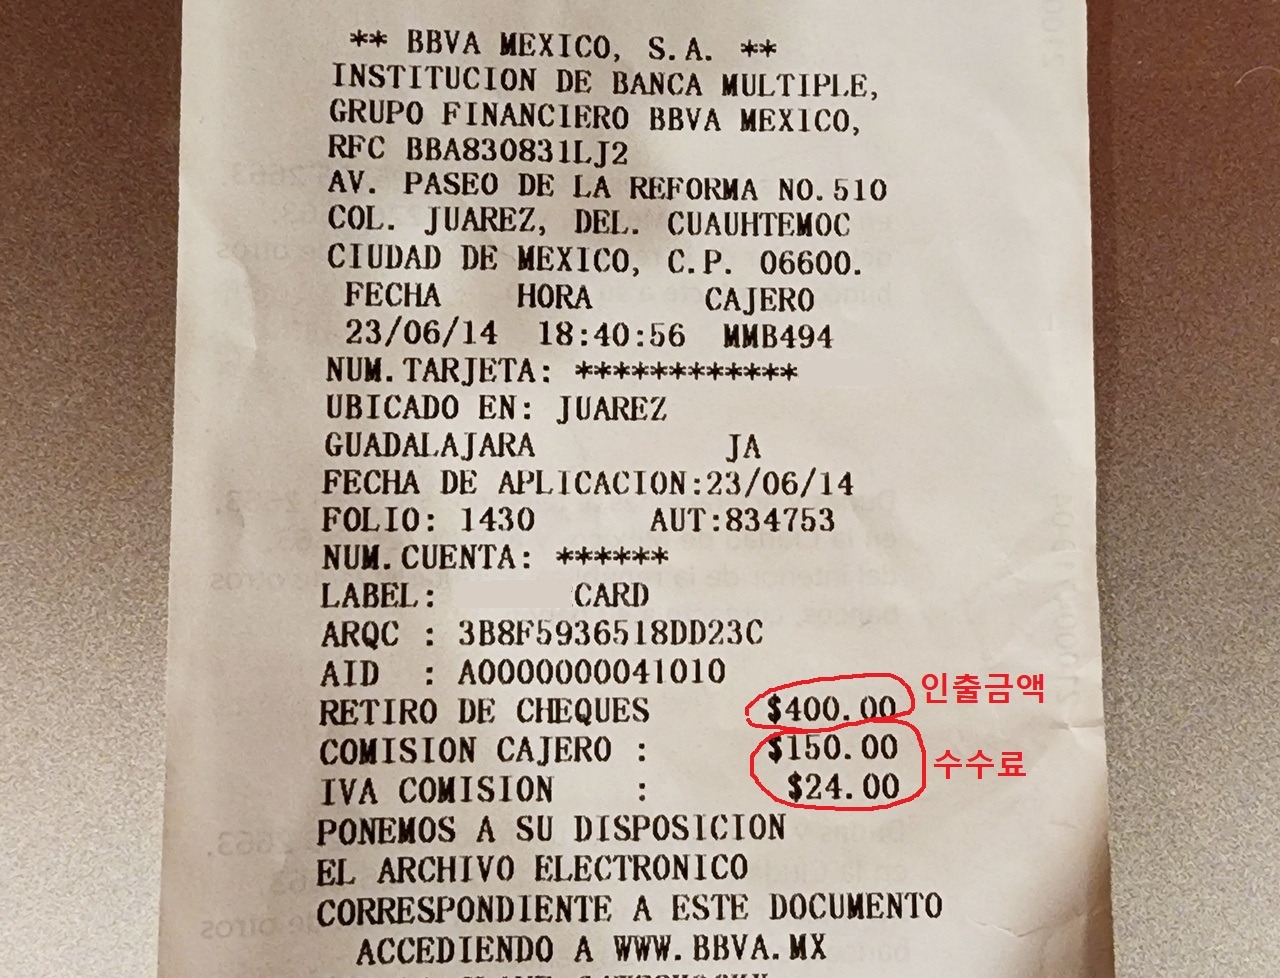 ** BBVA MEXICO, S.A. **
INSTITUCION DE BANCA MULTIPLE,
GRUPO FINANCIERO BBVA MEXICO,
RFC BBA830831LJ2
AV. PASEO DE LA REFORMA NO.510
COL. JUAREZ, DEL. CUAUHTEMOC
CIUDAD DE MEXICO, C.P. 06600.
FECHA HORA CAJERO
23/06/14 18:40:56 MMB494
NUM.TARJETA: ************
UBICADO EN: JUAREZ
GUADALAJARA JA
FECHA DE APLICACION:23/06/14
FOLIO: 1430 AUT:834753
NUM.CUENTA: ******
LABEL: CARD
ARQC : 3B8F5936518DD23C
AID : A0000000041010
RETIRO DE CHEQUES $400.00 인출금액
COMISION CAJERO : $150.00 수수료
IVA COMISION : $24.00
PONEMOS A SU DISPOSICION
EL ARCHIVO ELECTRONICO
CORRESPONDIENTE A ESTE DOCUMENTO
ACCEDIENDO A WWW.BBVA.MX